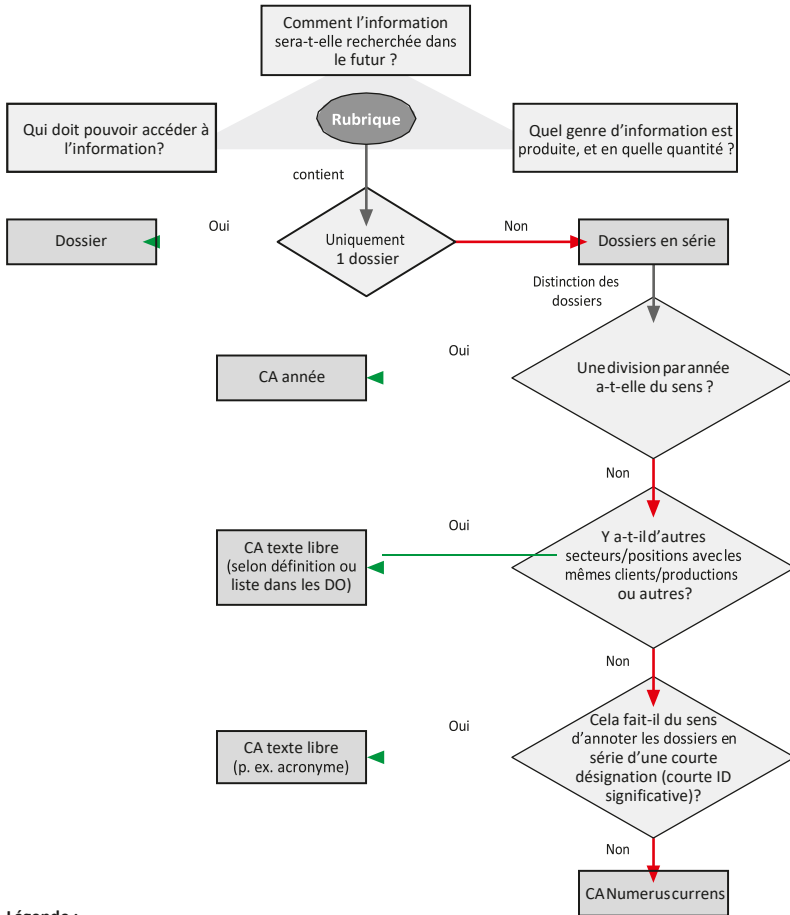 Comment l’information
sera-t-elle recherchée dans
le futur ?
Qui doit pouvoir accéder à
l’information?
Rubrique
Quel genre d’information est
produite, et en quelle quantité ?
contient
Oui
Non
Dossier
Uniquement
1 dossier
Dossiers en série
Distinction des
dossiers
Oui
CA année
Une division par année
a-t-elle du sens ?
Non
Oui
CA texte libre
(selon définition ou
liste dans les DO)
Y a-t-il d’autres
secteurs/positions avec les
mêmes clients/productions
ou autres?
Non
Oui
CA texte libre
(p. ex. acronyme)
Cela fait-il du sens
d’annoter les dossiers en
série d’une courte
désignation (courte ID
significative)?
Non
CA Numerus currens
Légende :